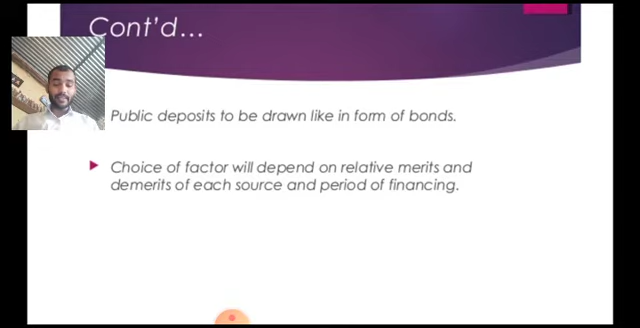 Cont'd...
Public deposits to be drawn like in form of bonds.
Choice of factor will depend on relative merits and
demerits of each source and period of financing.